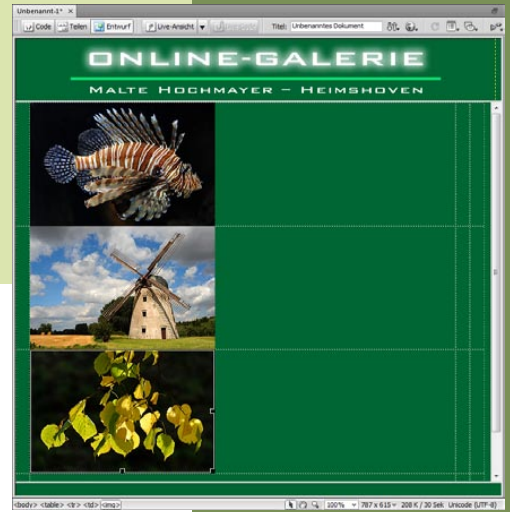 Unbenannt-1* ×
Code Teilen Entwurf Live-Ansicht Titel: Unbenanntes Dokument
ONLINE-GALERIE
MALTE HOCHMAYER – HEIMSHOVEN
<body> <table> <tr> <td> <img> 100% 787 x 615 208 K / 30 Sek Unicode (UTF-8)